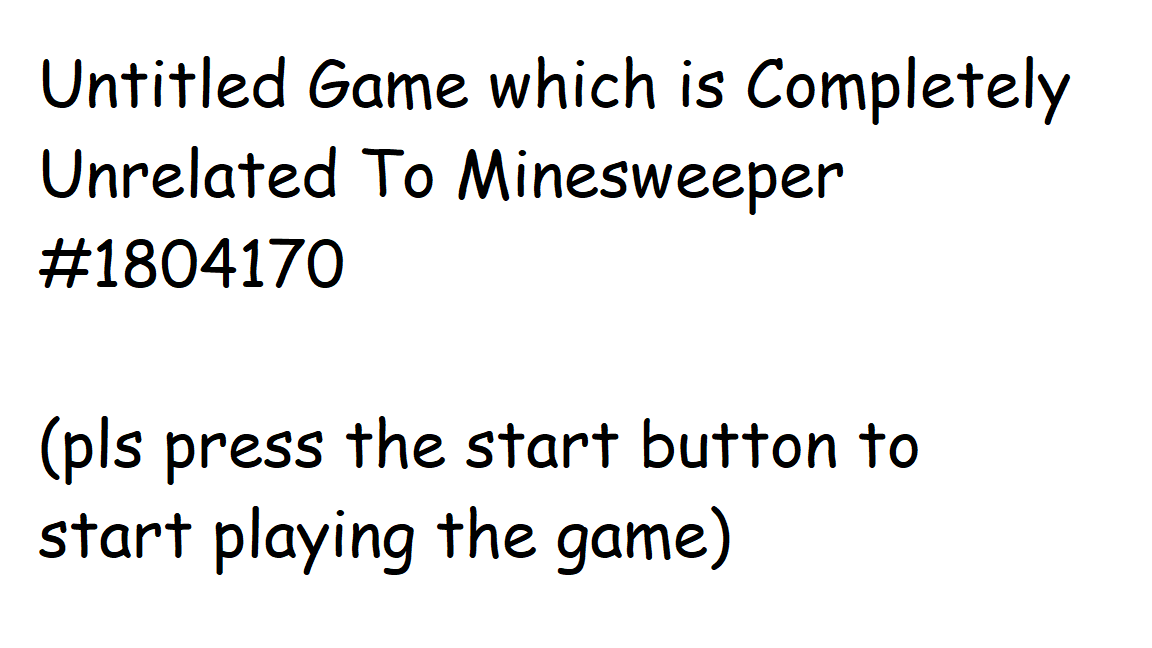 Untitled Game which is Completely
Unrelated To Minesweeper
#1804170
(pls press the start button to
start playing the game)